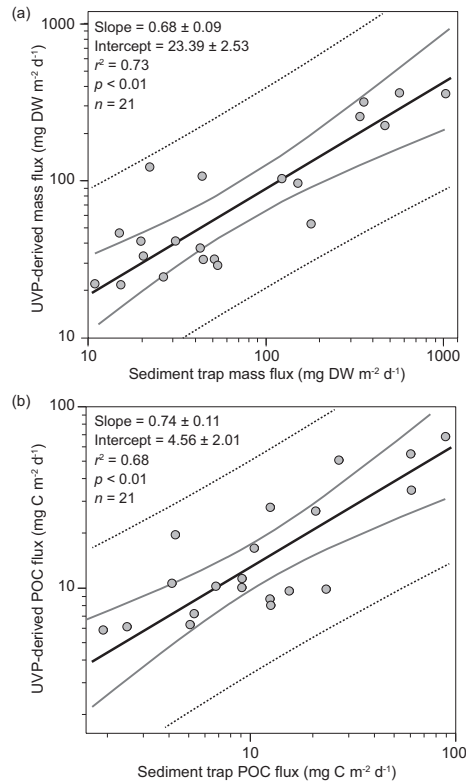 (a)
1000
Slope = 0.68 ± 0.09
Intercept = 23.39 ± 2.53
r² = 0.73
p < 0.01
n = 21
100
10
UVP-derived mass flux (mg DW m⁻² d⁻¹)
10 100 1000
Sediment trap mass flux (mg DW m⁻² d⁻¹)
(b)
100
Slope = 0.74 ± 0.11
Intercept = 4.56 ± 2.01
r² = 0.68
p < 0.01
n = 21
10
UVP-derived POC flux (mg C m⁻² d⁻¹)
10 100
Sediment trap POC flux (mg C m⁻² d⁻¹)